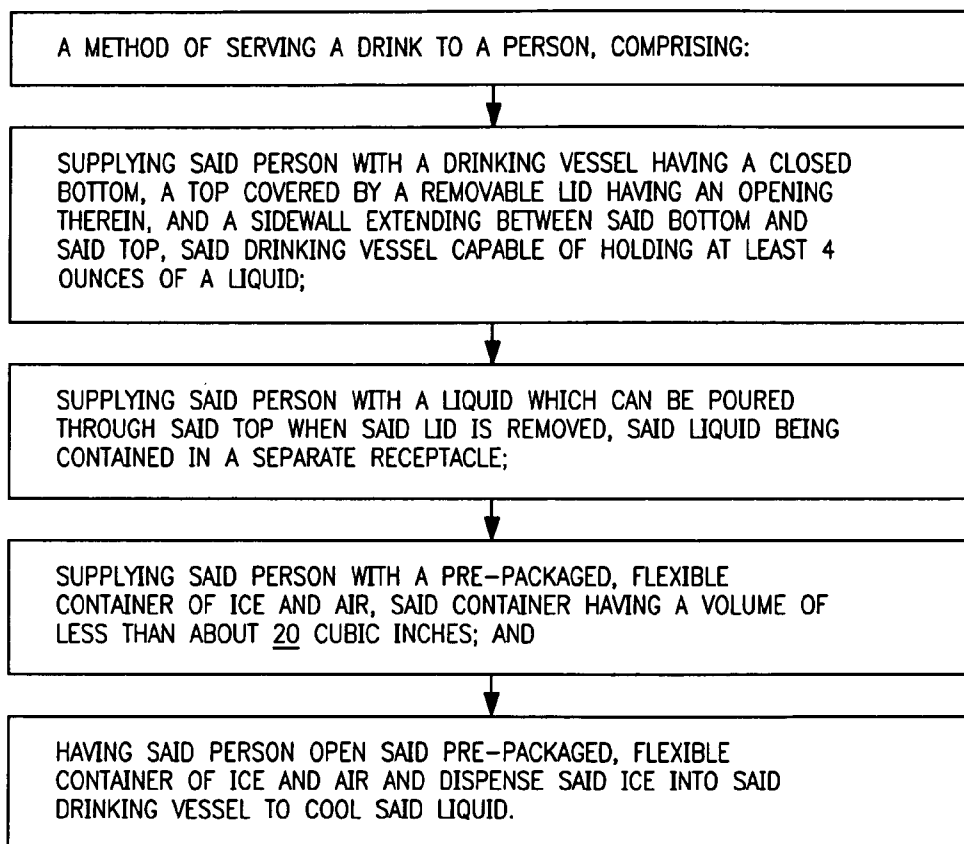 A METHOD OF SERVING A DRINK TO A PERSON, COMPRISING:
SUPPLYING SAID PERSON WITH A DRINKING VESSEL HAVING A CLOSED
BOTTOM, A TOP COVERED BY A REMOVABLE LID HAVING AN OPENING
THEREIN, AND A SIDEWALL EXTENDING BETWEEN SAID BOTTOM AND
SAID TOP, SAID DRINKING VESSEL CAPABLE OF HOLDING AT LEAST 4
OUNCES OF A LIQUID;
SUPPLYING SAID PERSON WITH A LIQUID WHICH CAN BE POURED
THROUGH SAID TOP WHEN SAID LID IS REMOVED, SAID LIQUID BEING
CONTAINED IN A SEPARATE RECEPTACLE;
SUPPLYING SAID PERSON WITH A PRE-PACKAGED, FLEXIBLE
CONTAINER OF ICE AND AIR, SAID CONTAINER HAVING A VOLUME OF
LESS THAN ABOUT 20 CUBIC INCHES; AND
HAVING SAID PERSON OPEN SAID PRE-PACKAGED, FLEXIBLE
CONTAINER OF ICE AND AIR AND DISPENSE SAID ICE INTO SAID
DRINKING VESSEL TO COOL SAID LIQUID.